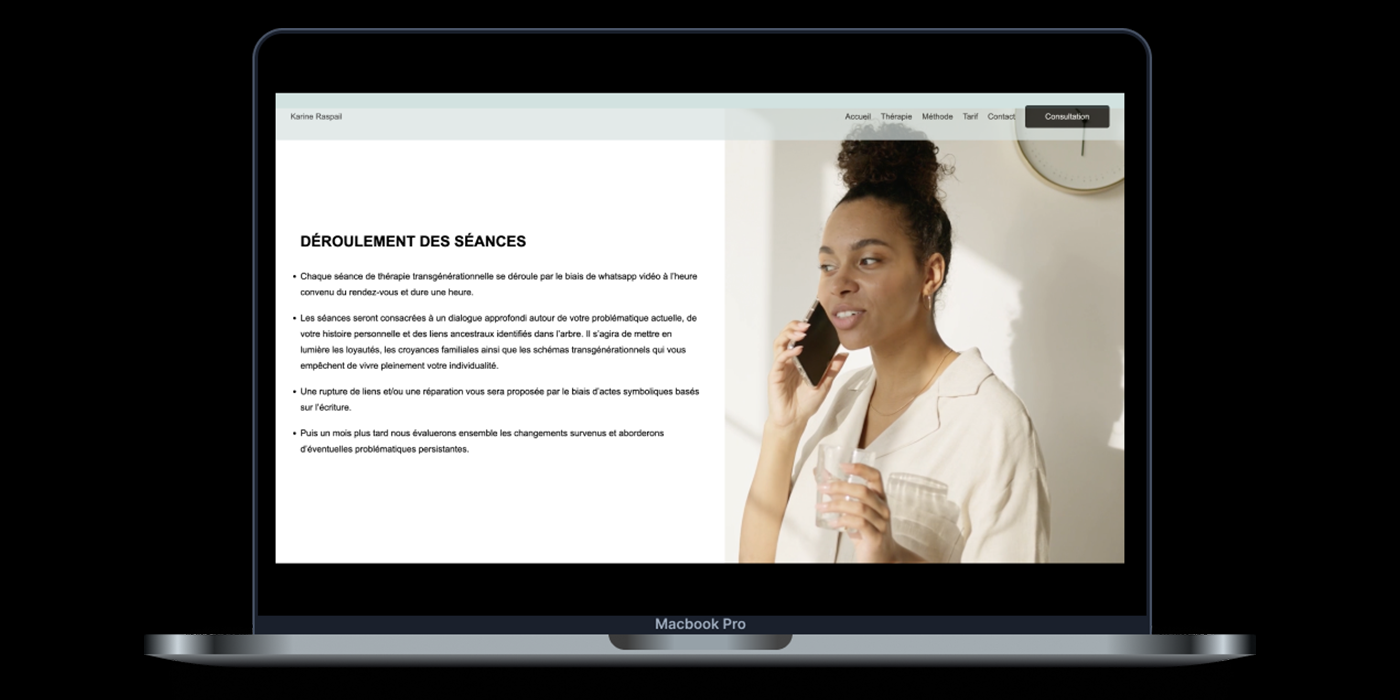 Karine Raspail
Accueil Thérapie Méthode Tarif Contact Consultation
DÉROULEMENT DES SÉANCES
• Chaque séance de thérapie transgénérationnelle se déroule par le biais de whatsapp vidéo à l'heure
convenu du rendez-vous et dure une heure.
• Les séances seront consacrées à un dialogue approfondi autour de votre problématique actuelle, de
votre histoire personnelle et des liens ancestraux identifiés dans l'arbre. Il s'agira de mettre en
lumière les loyautés, les croyances familiales ainsi que les schémas transgénérationnels qui vous
empêchent de vivre pleinement votre individualité.
• Une rupture de liens et/ou une réparation vous sera proposée par le biais d'actes symboliques basés
sur l'écriture.
• Puis un mois plus tard nous évaluerons ensemble les changements survenus et aborderons
d'éventuelles problématiques persistantes.
Macbook Pro